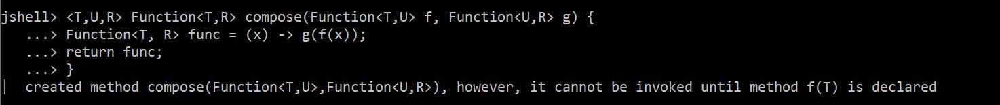 jshell> <T,U,R> Function<T,R> compose(Function<T,U> f, Function<U,R> g) {
   ...> Function<T, R> func = (x) -> g(f(x));
   ...> return func;
   ...> }
|  created method compose(Function<T,U>,Function<U,R>), however, it cannot be invoked until method f(T) is declared